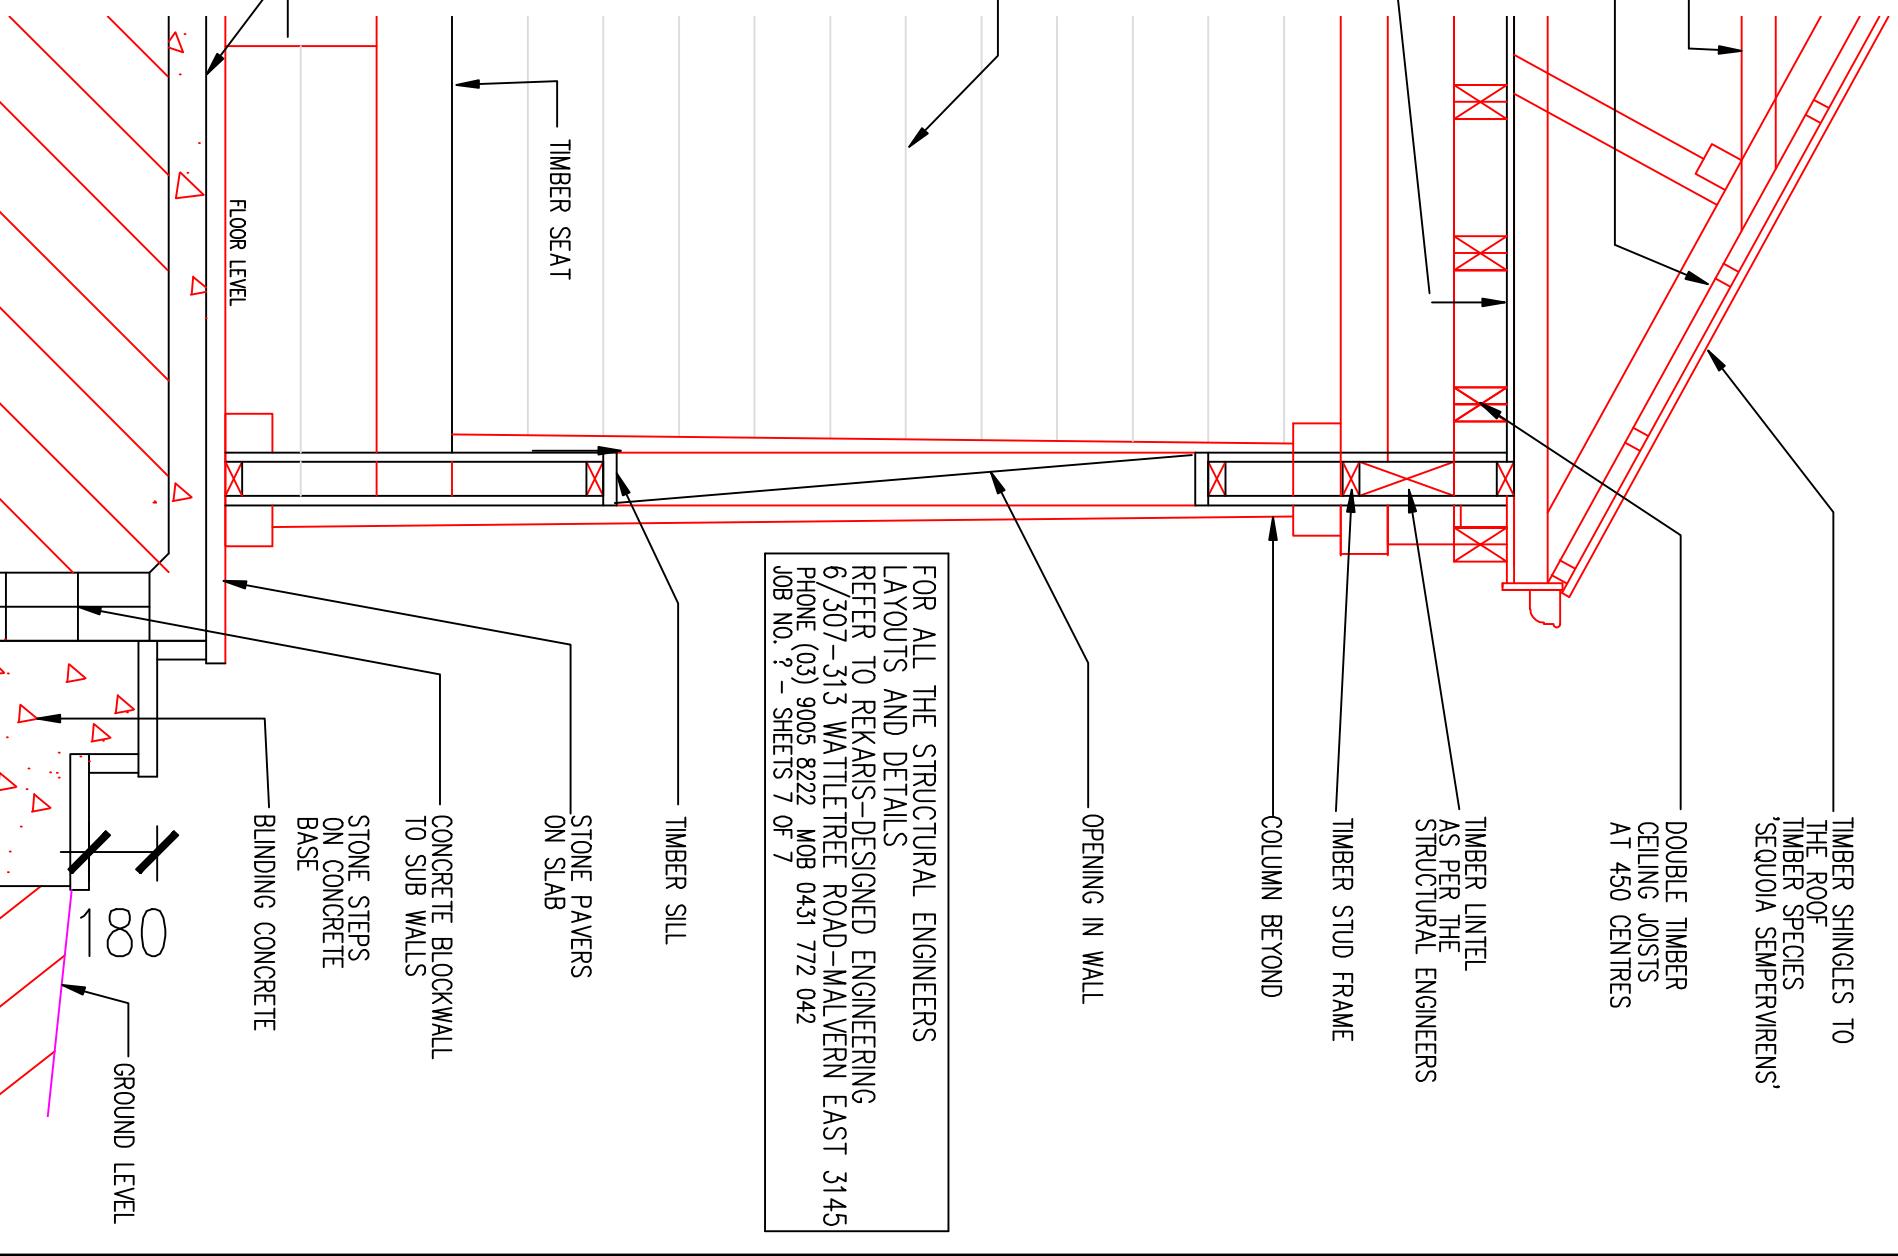 TIMBER SHINGLES TO
THE ROOF
TIMBER SPECIES
'SEQUOIA SEMPERVIRENS'
DOUBLE TIMBER
CEILING JOISTS
AT 450 CENTRES
TIMBER LINTEL
AS PER THE
STRUCTURAL ENGINEERS
TIMBER STUD FRAME
COLUMN BEYOND
OPENING IN WALL
FOR ALL THE STRUCTURAL ENGINEERS
LAYOUTS AND DETAILS
REFER TO REKARIS-DESIGNED ENGINEERING
6/307-313 WATTLETREE ROAD-MALVERN EAST 3145
PHONE (03) 9005 8222 MOB 0431 772 042
JOB NO. ? - SHEETS 7 OF 7
TIMBER SILL
TIMBER SEAT
STONE PAVERS
ON SLAB
CONCRETE BLOCKWALL
TO SUB WALLS
STONE STEPS
ON CONCRETE
BASE
BLINDING CONCRETE
FLOOR LEVEL
180
GROUND LEVEL